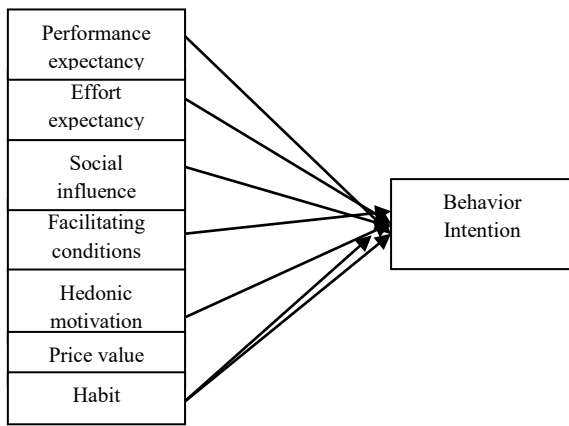 Performance
expectancy
Effort
expectancy
Social
influence
Facilitating
conditions
Hedonic
motivation
Price value
Habit
Behavior
Intention